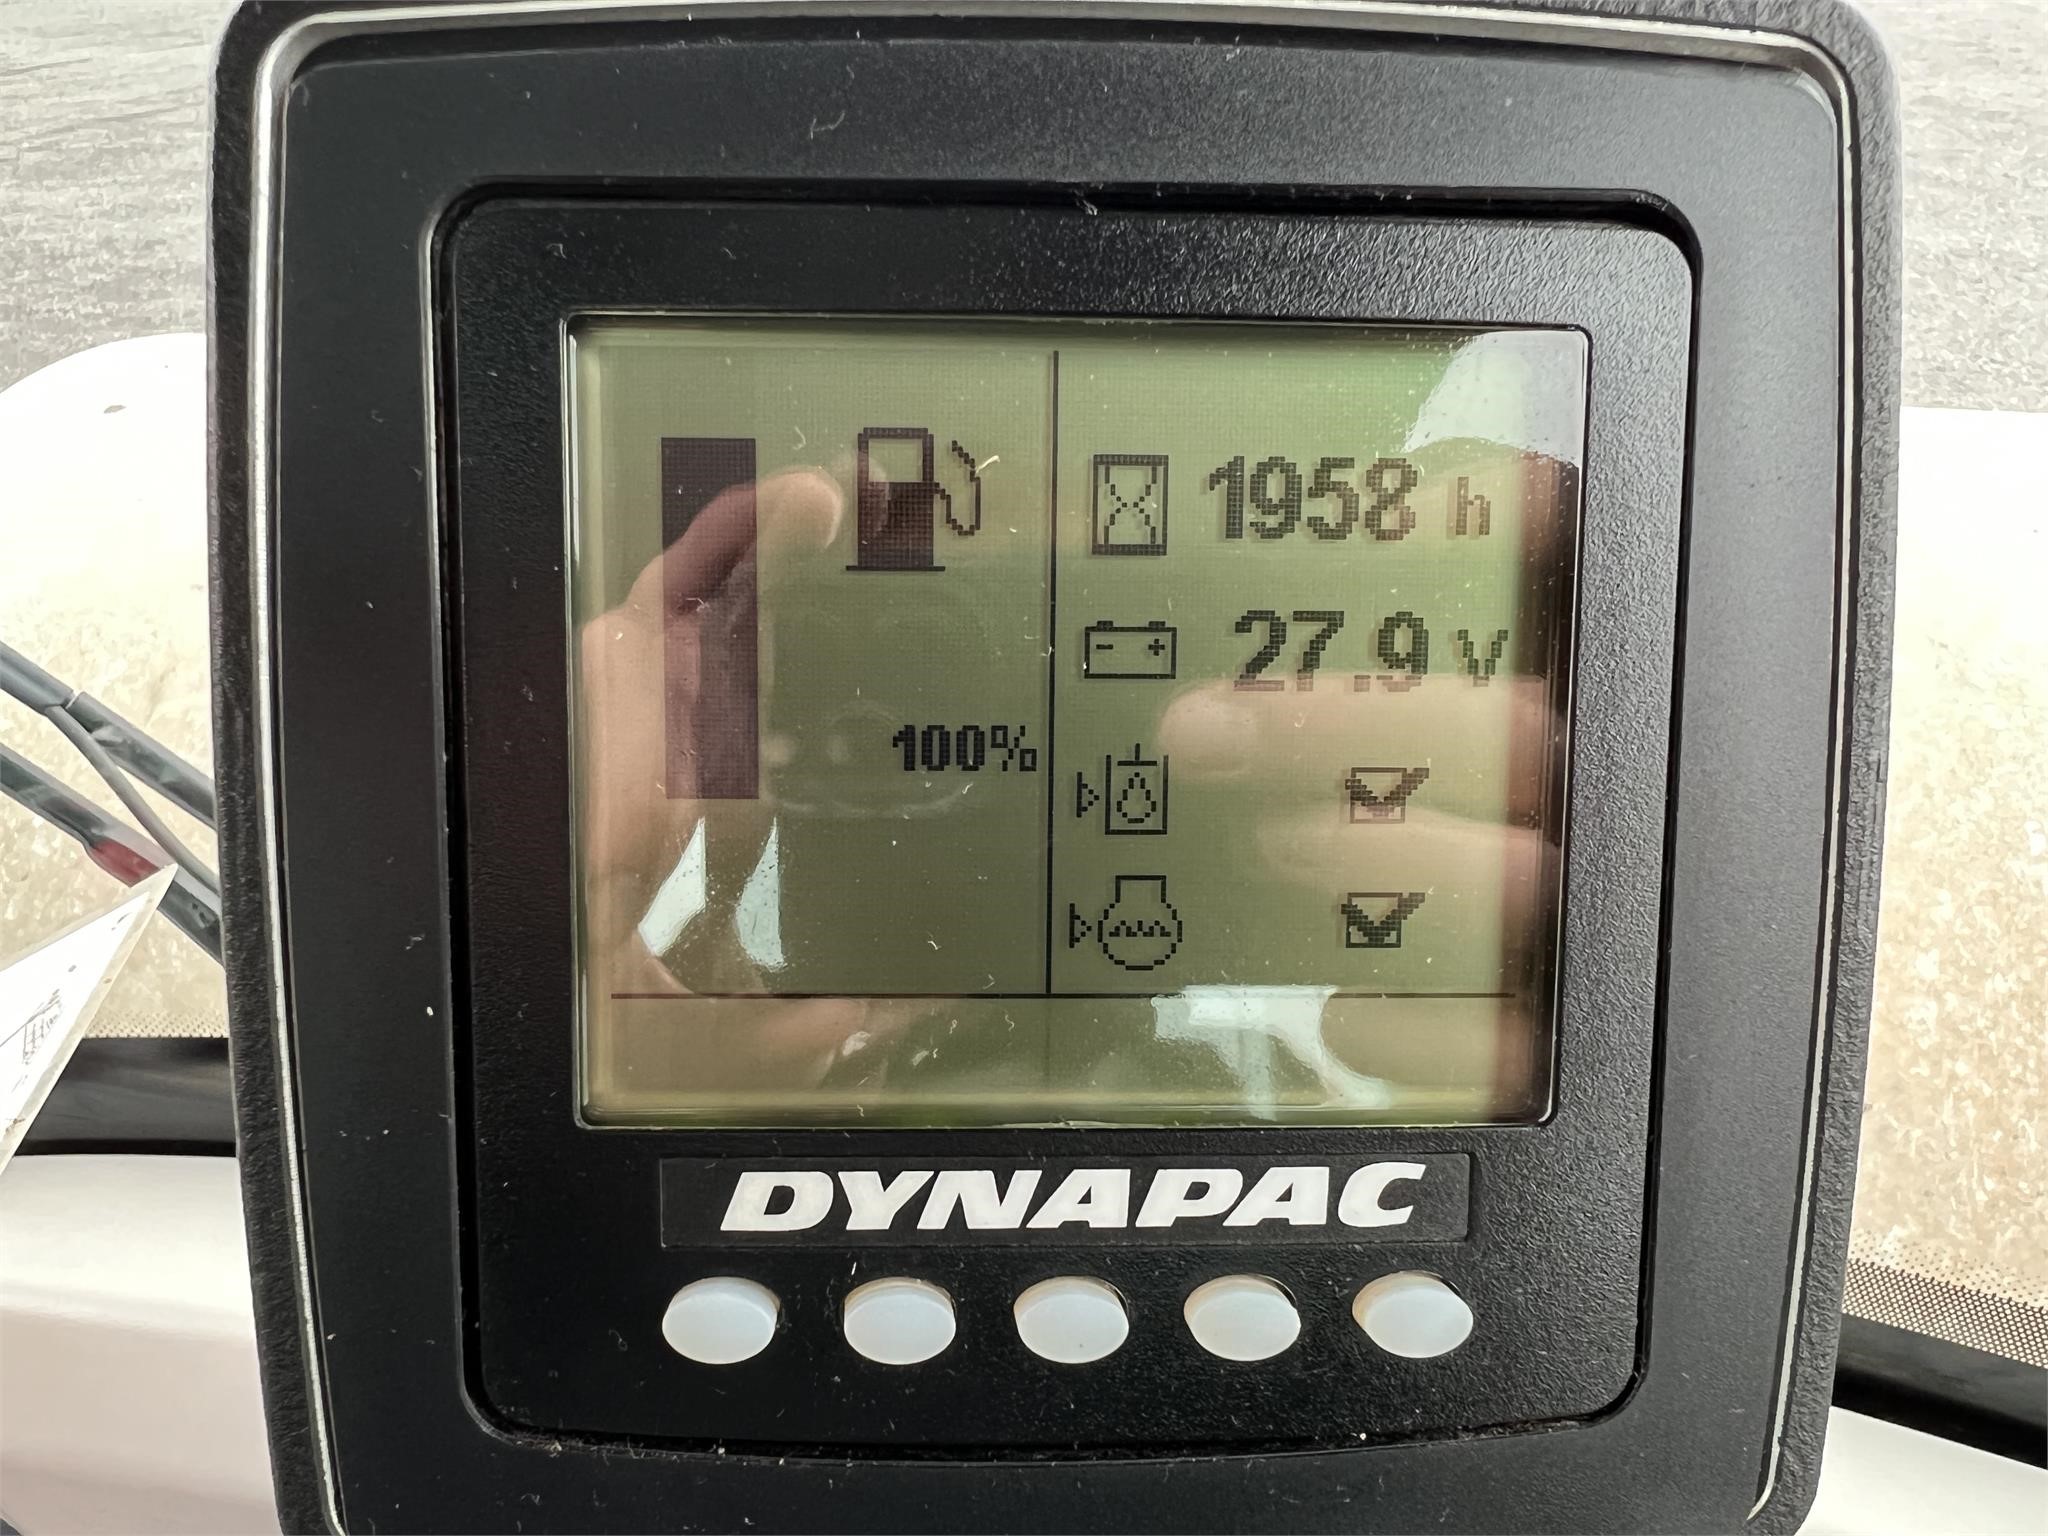 1958 h
27.9 V
100%
DYNAPAC